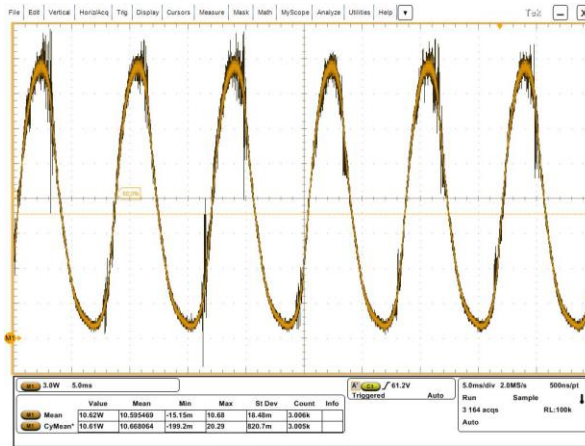 File Edit Vertical Horiz/Acq Trig Display Cursors Measure Mask Math MyScope Analyze Utilities Help
Tek
M1
M1 3.0W 5.0ms
Value Mean Min Max St Dev Count Info
M1 Mean 10.62W 10.595469 -15.15m 10.68 16.48m 3.006k
M1 CyMean* 10.61W 10.668064 -199.2m 20.29 820.7m 3.005k
A' C1 61.2V
Triggered Auto
5.0ms/div 2.0MS/s 500ns/pt
Run Sample
3 164 acqs RL:100k
Auto